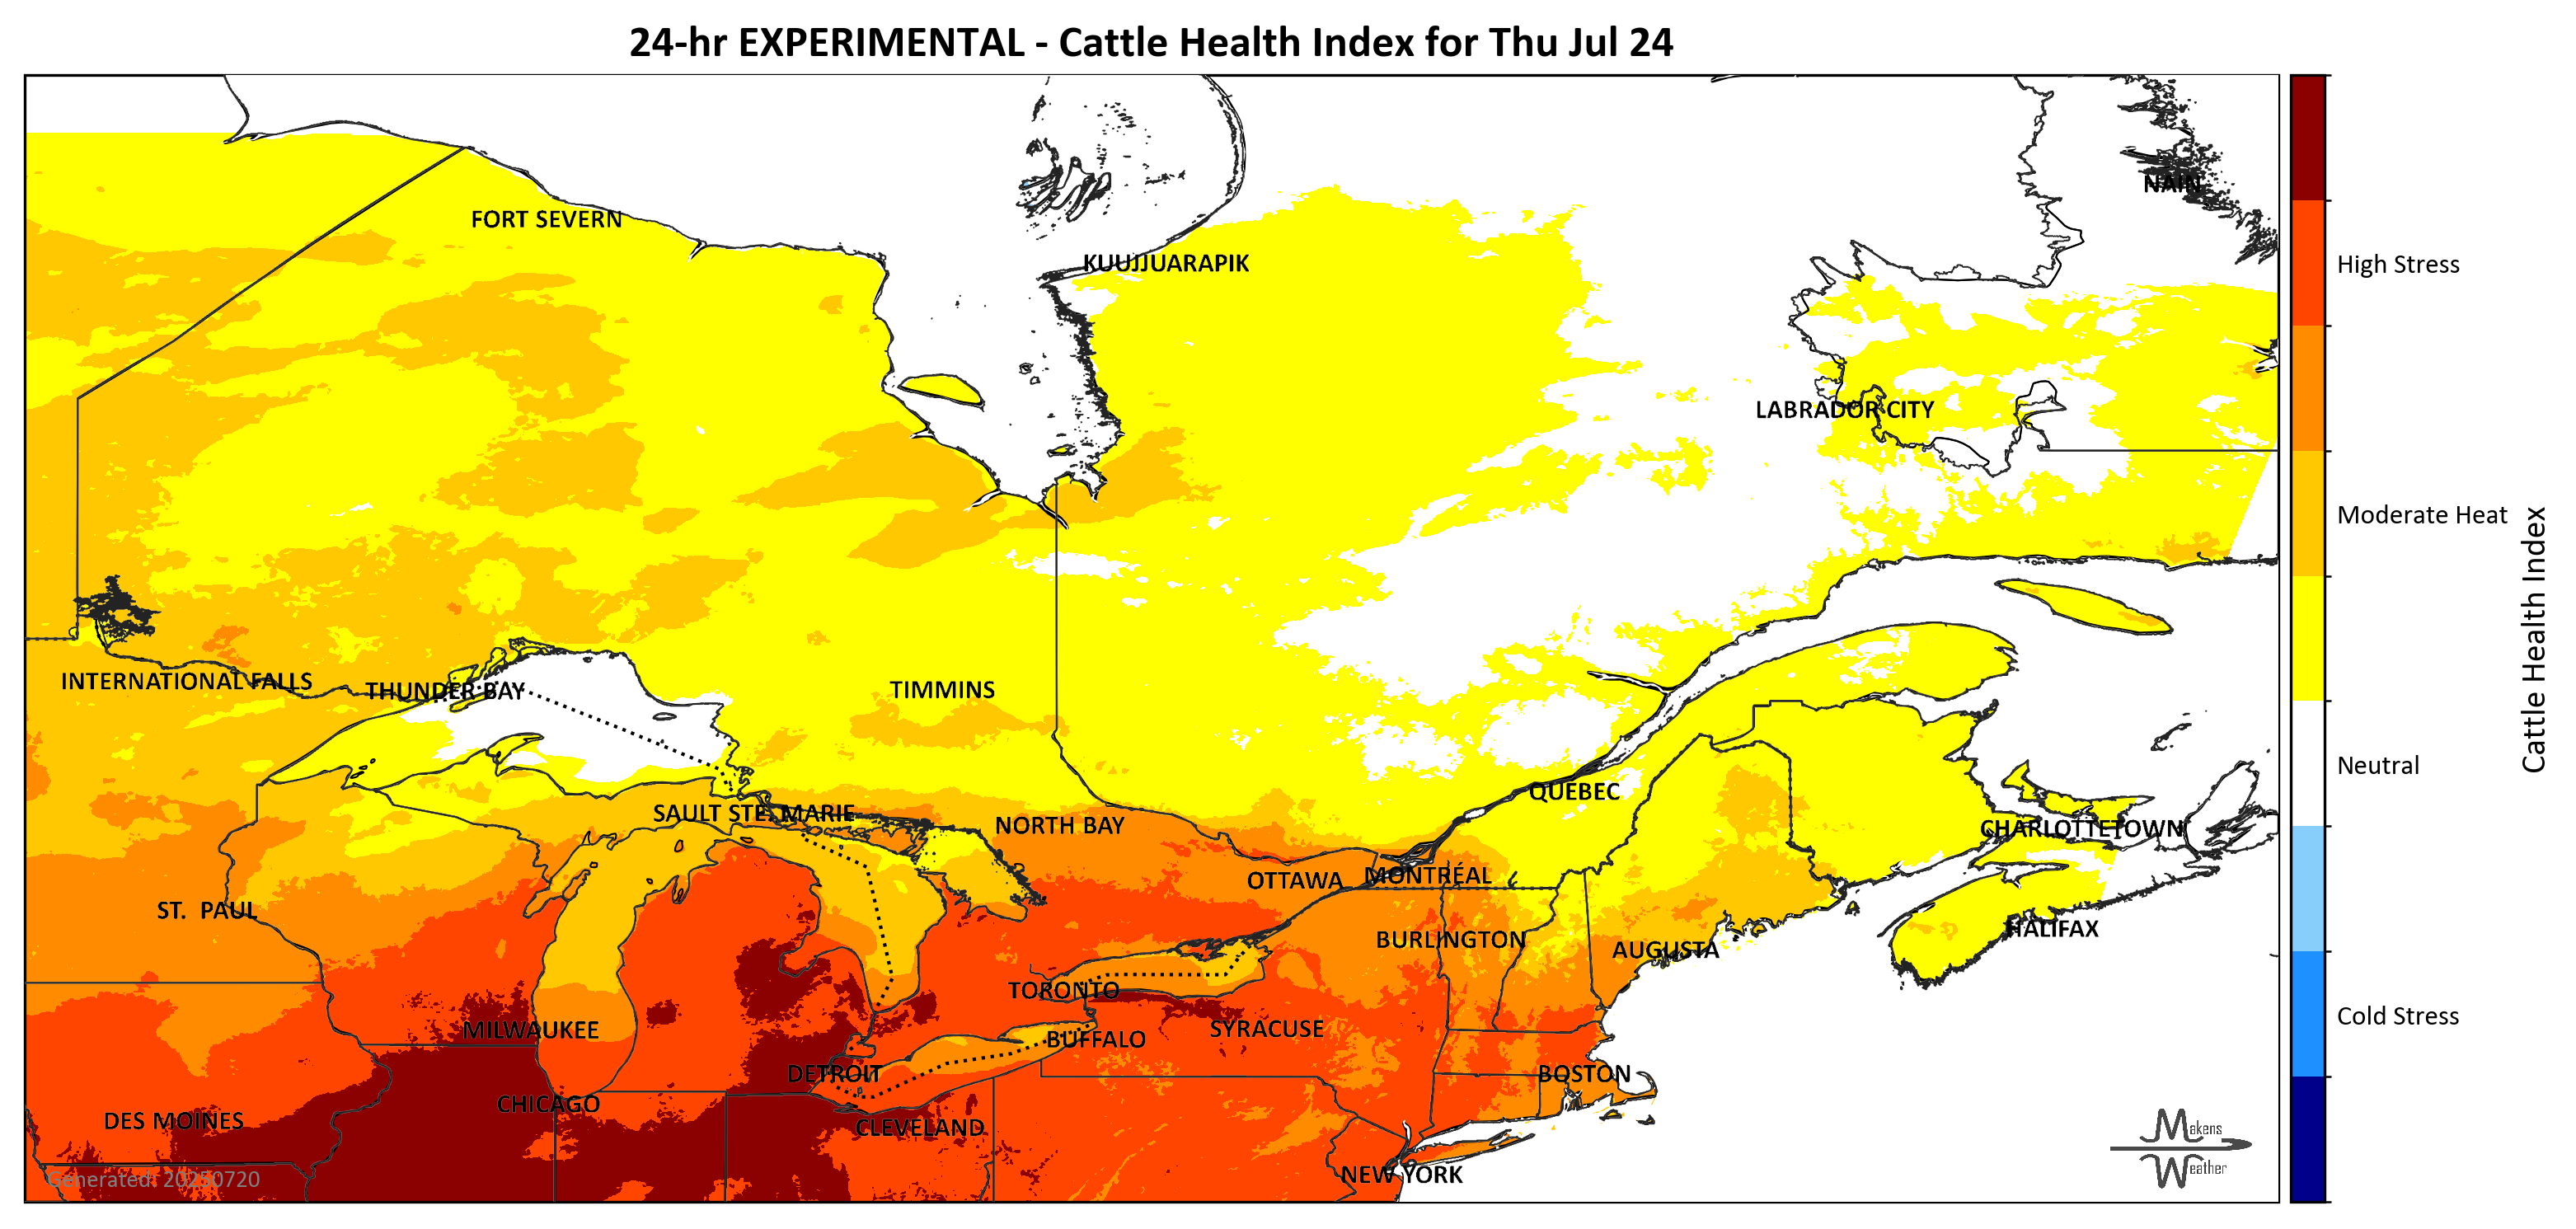 24-hr EXPERIMENTAL - Cattle Health Index for Thu Jul 24
NAIN
FORT SEVERN
KUUJJUARAPIK
High Stress
LABRADOR CITY
Moderate Heat
Cattle Health Index
INTERNATIONAL FALLS
THUNDER BAY
TIMMINS
Neutral
QUEBEC
SAULT STE. MARIE
NORTH BAY
CHARLOTTETOWN
OTTAWA
MONTRÉAL
ST. PAUL
HALIFAX
BURLINGTON
AUGUSTA
TORONTO
Cold Stress
MILWAUKEE
SYRACUSE
BUFFALO
DETROIT
BOSTON
CHICAGO
DES MOINES
CLEVELAND
Makens
Weather
NEW YORK
Generated: 20250720